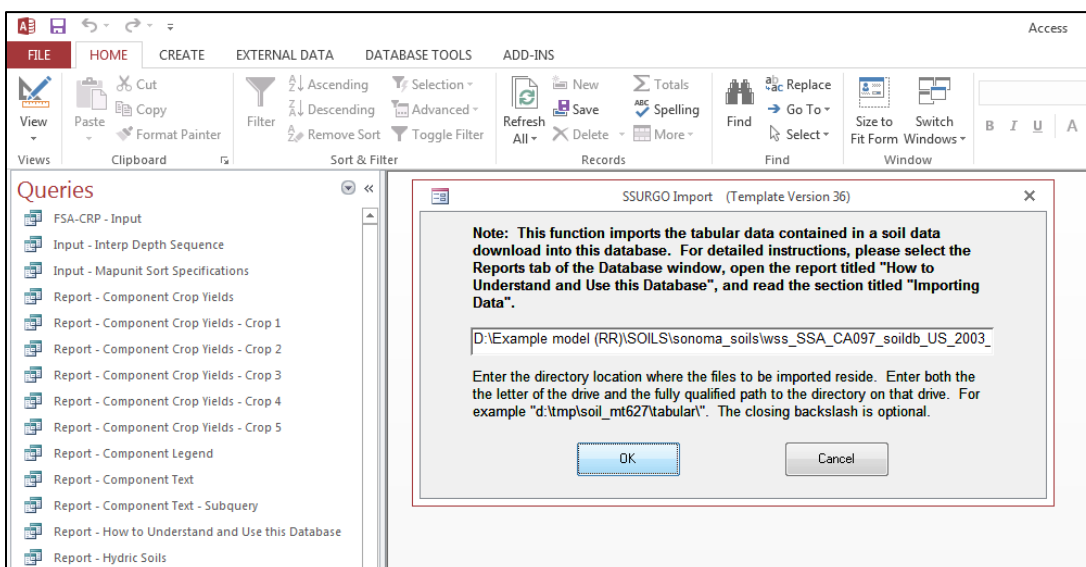 Access
FILE HOME CREATE EXTERNAL DATA DATABASE TOOLS ADD-INS
View
Paste
Cut
Copy
Format Painter
Filter
Ascending
Descending
Remove Sort
Selection
Advanced
Toggle Filter
Refresh
All
New
Save
Delete
Totals
Spelling
More
Find
Replace
Go To
Select
Size to
Fit Form
Switch
Windows
B I U A
Views Clipboard Sort & Filter Records Find Window
Queries
FSA-CRP - Input
Input - Interp Depth Sequence
Input - Mapunit Sort Specifications
Report - Component Crop Yields
Report - Component Crop Yields - Crop 1
Report - Component Crop Yields - Crop 2
Report - Component Crop Yields - Crop 3
Report - Component Crop Yields - Crop 4
Report - Component Crop Yields - Crop 5
Report - Component Legend
Report - Component Text
Report - Component Text - Subquery
Report - How to Understand and Use this Database
Report - Hydric Soils
SSURGO Import (Template Version 36)
Note: This function imports the tabular data contained in a soil data
download into this database. For detailed instructions, please select the
Reports tab of the Database window, open the report titled "How to
Understand and Use this Database", and read the section titled "Importing
Data".
D:\Example model (RR)\SOILS\sonoma_soils\wss_SSA_CA097_soildb_US_2003_
Enter the directory location where the files to be imported reside. Enter both the
the letter of the drive and the fully qualified path to the directory on that drive. For
example "d:\tmp\soil_mt627\tabular\". The closing backslash is optional.
OK Cancel